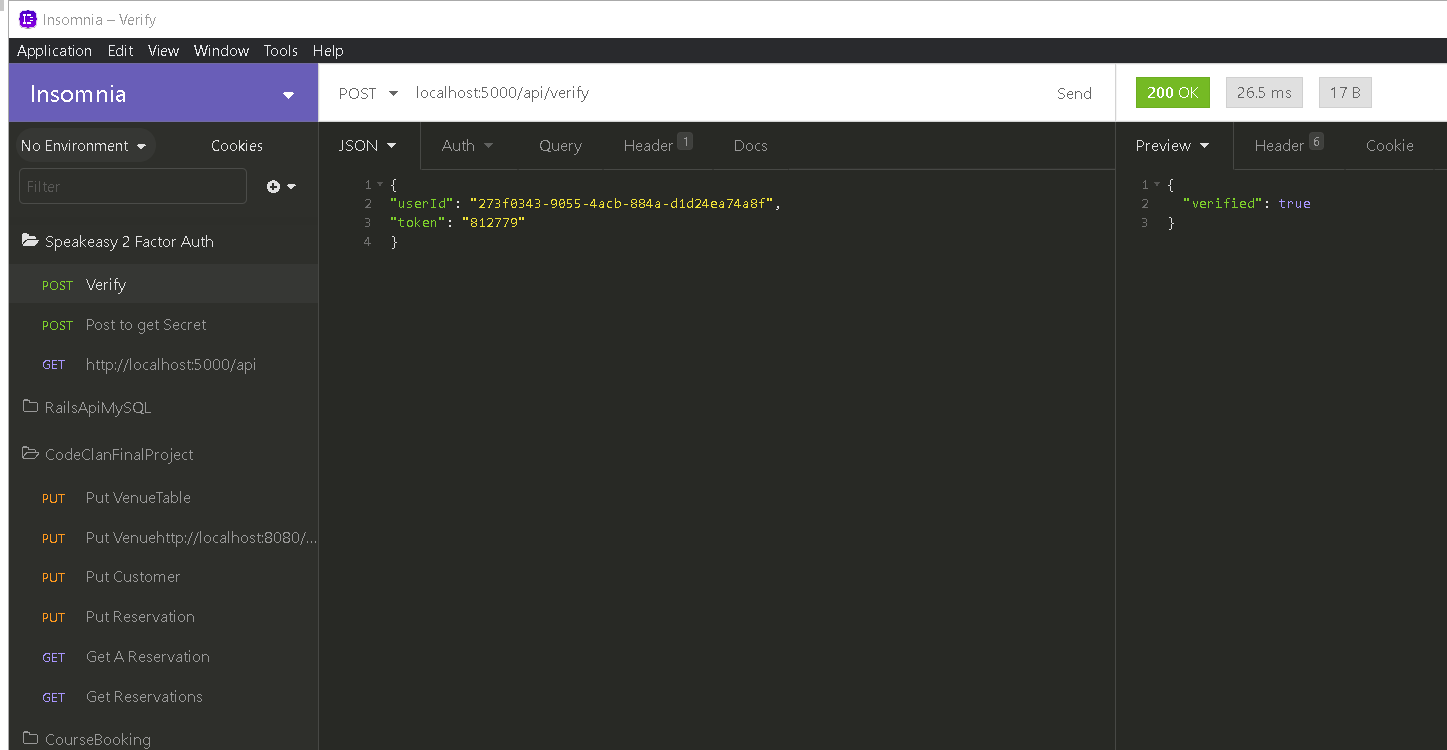 Insomnia – Verify
Application Edit View Window Tools Help
Insomnia
POST localhost:5000/api/verify Send
200 OK 26.5 ms 17 B
No Environment Cookies
JSON Auth Query Header 1 Docs
Preview Header 6 Cookie
Filter
1 {
2 "userId": "273f0343-9055-4acb-884a-d1d24ea74a8f",
3 "token": "812779"
4 }
1 {
2 "verified": true
3 }
Speakeasy 2 Factor Auth
POST Verify
POST Post to get Secret
GET http://localhost:5000/api
RailsApiMySQL
CodeClanFinalProject
PUT Put VenueTable
PUT Put Venuehttp://localhost:8080/...
PUT Put Customer
PUT Put Reservation
GET Get A Reservation
GET Get Reservations
CourseBooking